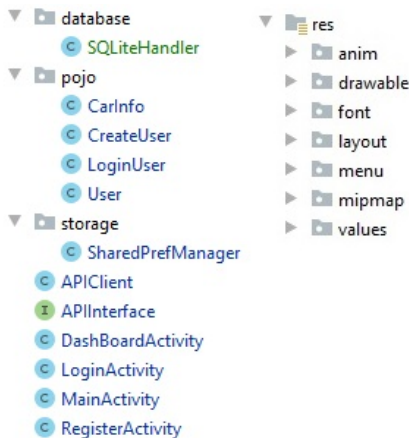 database
SQLiteHandler
pojo
CarInfo
CreateUser
LoginUser
User
storage
SharedPrefManager
APIClient
APIInterface
DashBoardActivity
LoginActivity
MainActivity
RegisterActivity
res
anim
drawable
font
layout
menu
mipmap
values